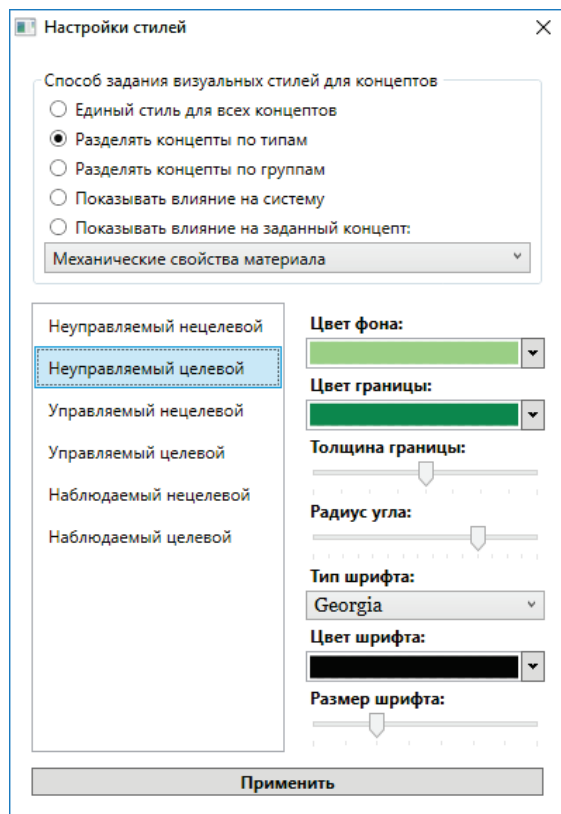 Настройки стилей
Способ задания визуальных стилей для концептов
Единый стиль для всех концептов
Разделять концепты по типам
Разделять концепты по группам
Показывать влияние на систему
Показывать влияние на заданный концепт:
Механические свойства материала
Неуправляемый нецелевой
Неуправляемый целевой
Управляемый нецелевой
Управляемый целевой
Наблюдаемый нецелевой
Наблюдаемый целевой
Цвет фона:
Цвет границы:
Толщина границы:
Радиус угла:
Тип шрифта:
Georgia
Цвет шрифта:
Размер шрифта:
Применить